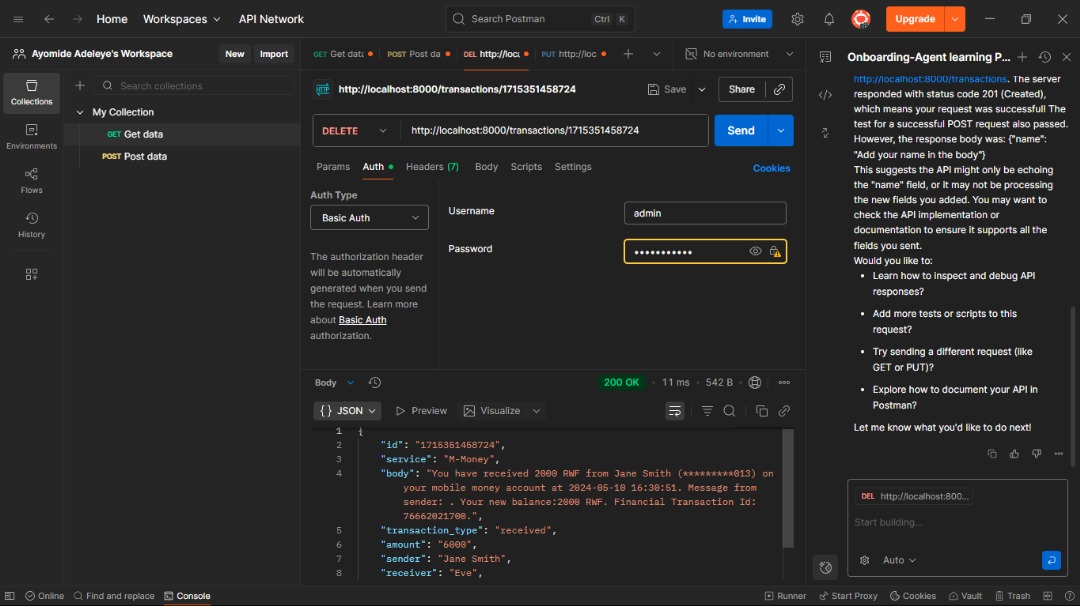 Home Workspaces API Network Search Postman Ctrl K Invite Upgrade
Ayomide Adeleye's Workspace New Import
GET Get data POST Post da DEL http://loca PUT http://loc No environment
Onboarding-Agent learning P...
Collections
Environments
Flows
History
Search collections
My Collection
GET Get data
POST Post data
HTTP http://localhost:8000/transactions/1715351458724 Save Share
DELETE http://localhost:8000/transactions/1715351458724 Send
Params Auth Headers (7) Body Scripts Settings Cookies
Auth Type
Basic Auth
The authorization header
will be automatically
generated when you send
the request. Learn more
about Basic Auth
authorization.
Username admin
Password •••••••••••
Body 200 OK • 11 ms • 542 B
{ } JSON Preview Visualize
1 {
2 "id": "1715351458724",
3 "service": "M-Money",
4 "body": "You have received 2000 RWF from Jane Smith (*********013) on
your mobile money account at 2024-05-10 16:30:51. Message from
sender: . Your new balance:2000 RWF. Financial Transaction Id:
76662021700.",
5 "transaction_type": "received",
6 "amount": "6000",
7 "sender": "Jane Smith",
8 "receiver": "Eve",
http://localhost:8000/transactions. The server
responded with status code 201 (Created),
which means your request was successful! The
test for a successful POST request also passed.
However, the response body was: {"name":
"Add your name in the body"}
This suggests the API might only be echoing
the "name" field, or it may not be processing
the new fields you added. You may want to
check the API implementation or
documentation to ensure it supports all the
fields you sent.
Would you like to:
• Learn how to inspect and debug API
responses?
• Add more tests or scripts to this
request?
• Try sending a different request (like
GET or PUT)?
• Explore how to document your API in
Postman?
Let me know what you'd like to do next!
DEL http://localhost:800...
Start building...
Auto
Online Find and replace Console Runner Start Proxy Cookies Vault Trash